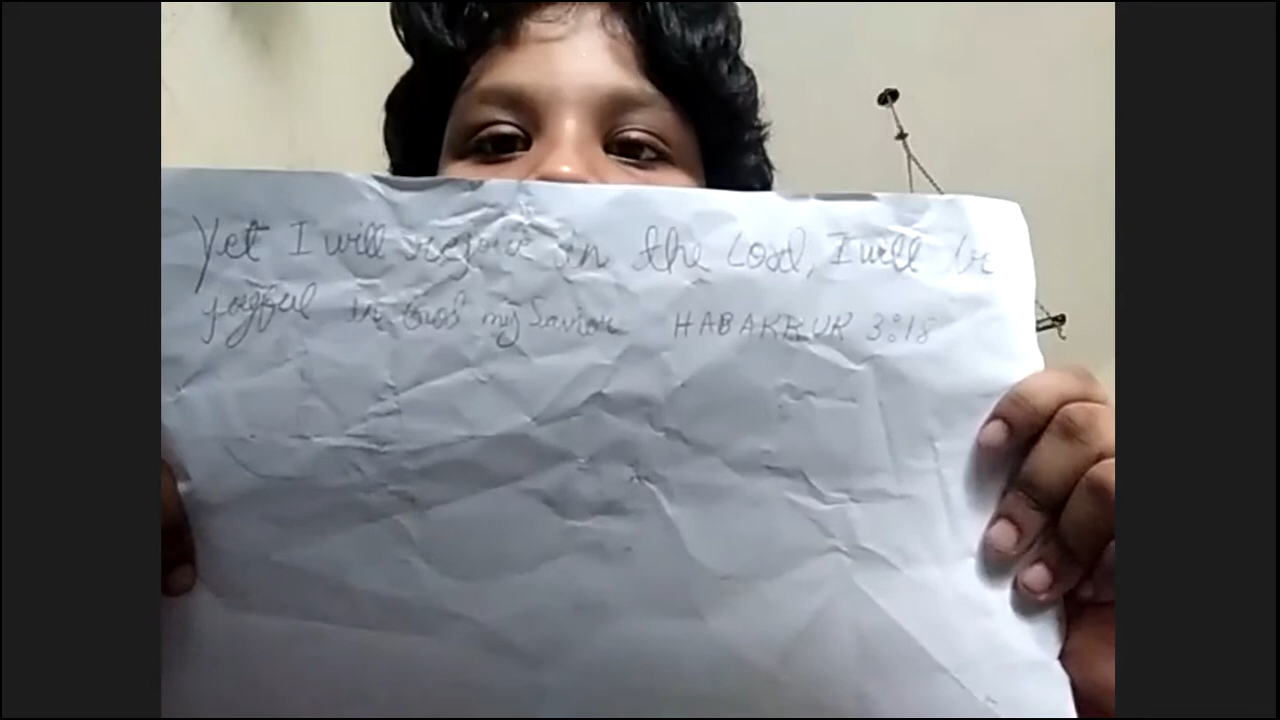 Yet I will rejoice in the Lord, I will be
joyful in God my Savior HABAKKUK 3:18